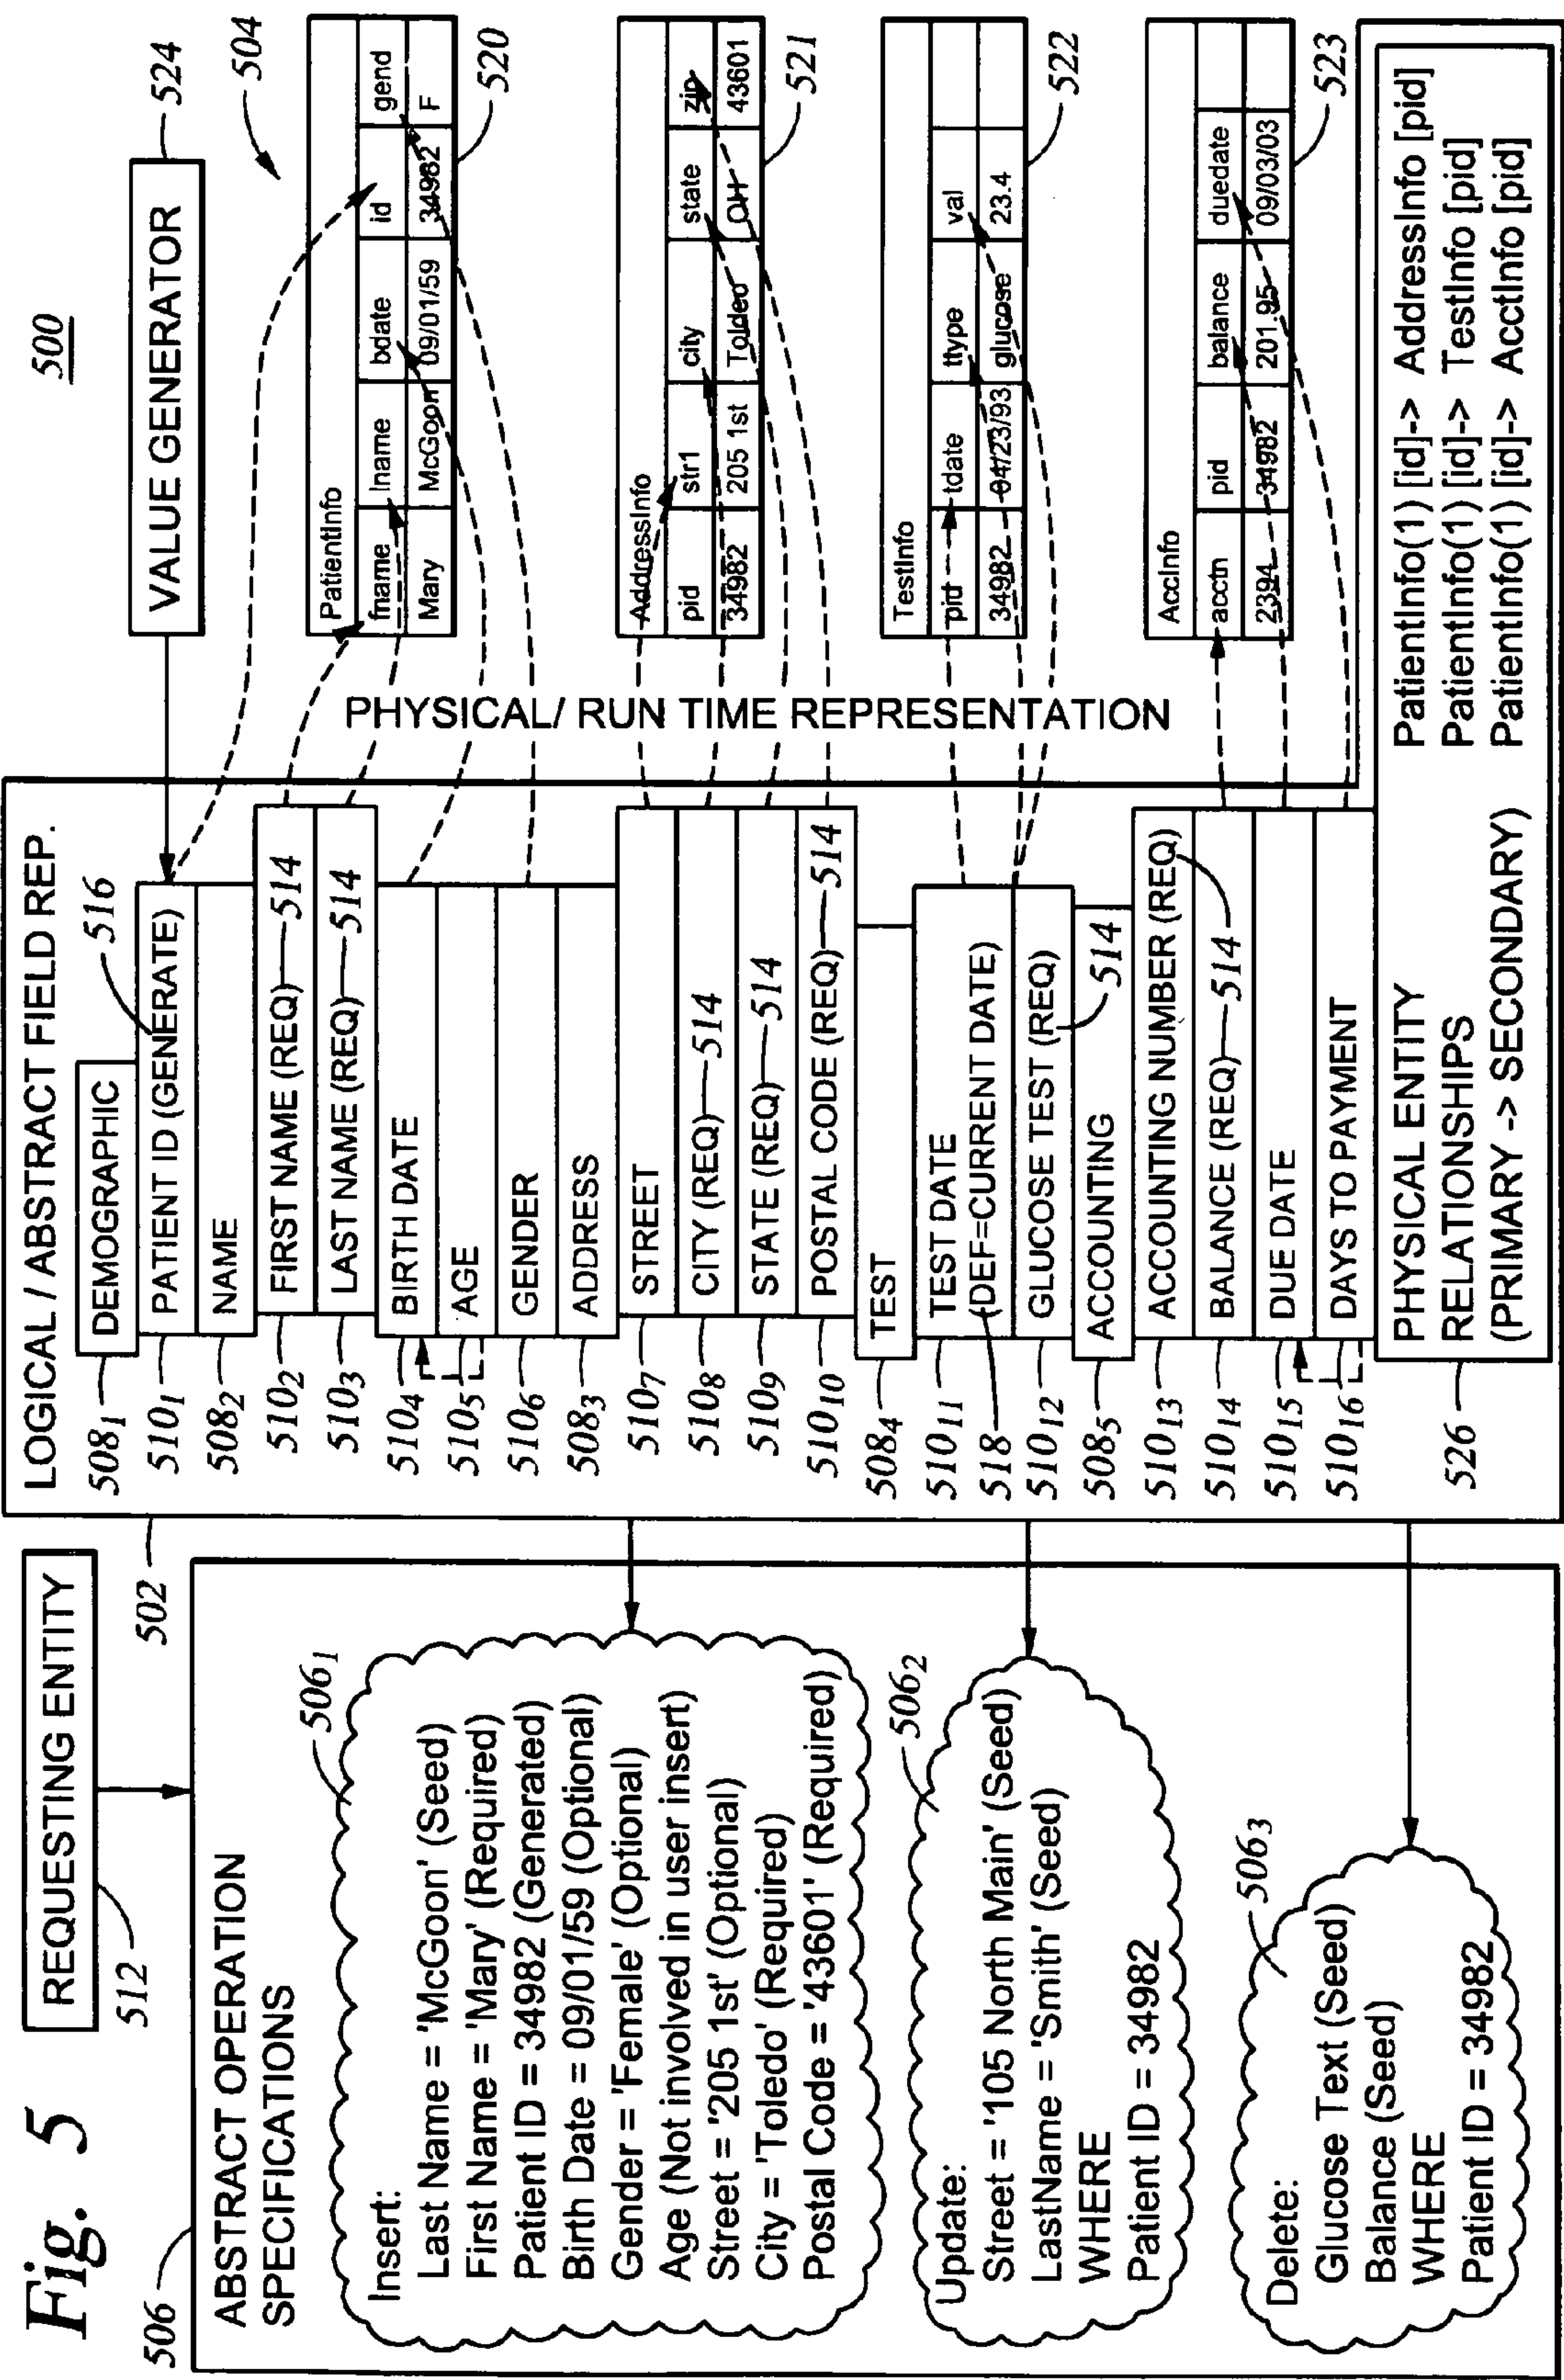 Fig. 5
500
REQUESTING ENTITY
512
506
ABSTRACT OPERATION
SPECIFICATIONS
506₁
Insert:
Last Name = 'McGoon' (Seed)
First Name = 'Mary' (Required)
Patient ID = 34982 (Generated)
Birth Date = 09/01/59 (Optional)
Gender = 'Female' (Optional)
Age (Not involved in user insert)
Street = '205 1st' (Optional)
City = 'Toledo' (Required)
Postal Code = '43601' (Required)
506₂
Update:
Street = '105 North Main' (Seed)
LastName = 'Smith' (Seed)
WHERE
Patient ID = 34982
506₃
Delete:
Glucose Text (Seed)
Balance (Seed)
WHERE
Patient ID = 34982
502
LOGICAL / ABSTRACT FIELD REP.
508₁ DEMOGRAPHIC
516
510₁ PATIENT ID (GENERATE)
508₂ NAME
510₂ FIRST NAME (REQ) 514
510₃ LAST NAME (REQ) 514
510₄ BIRTH DATE
510₅ AGE
510₆ GENDER
508₃ ADDRESS
510₇ STREET
510₈ CITY (REQ) 514
510₉ STATE (REQ) 514
510₁₀ POSTAL CODE (REQ) 514
508₄ TEST
510₁₁ TEST DATE
518 (DEF=CURRENT DATE)
510₁₂ GLUCOSE TEST (REQ)
508₅ ACCOUNTING 514
510₁₃ ACCOUNTING NUMBER (REQ)
510₁₄ BALANCE (REQ) 514
510₁₅ DUE DATE
510₁₆ DAYS TO PAYMENT
526
PHYSICAL ENTITY
RELATIONSHIPS
(PRIMARY -> SECONDARY)
PatientInfo(1) [id]-> AddressInfo [pid]
PatientInfo(1) [id]-> TestInfo [pid]
PatientInfo(1) [id]-> AcctInfo [pid]
VALUE GENERATOR
524
504
PHYSICAL/ RUN TIME REPRESENTATION
PatientInfo
fname lname bdate id gend
Mary McGoon 09/01/59 34982 F
520
AddressInfo
pid str1 city state zip
34982 205 1st Toldeo OH 43601
521
TestInfo
pid tdate ttype val
34982 04/23/93 glucose 23.4
522
AccInfo
acctn pid balance duedate
2394 34982 201.95 09/03/03
523